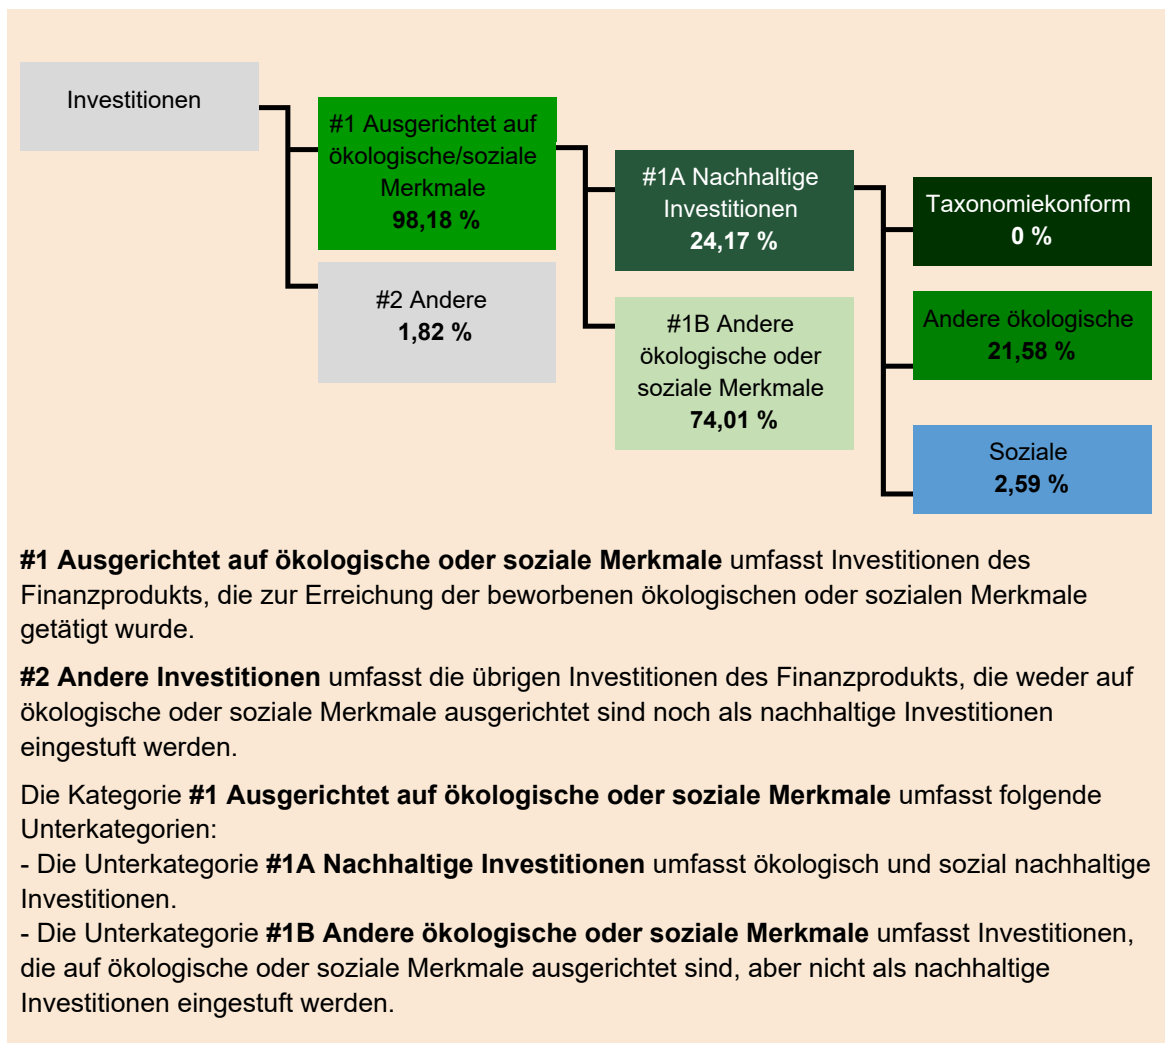 Investitionen
#1 Ausgerichtet auf
ökologische/soziale
Merkmale
98,18 %
#2 Andere
1,82 %
#1A Nachhaltige
Investitionen
24,17 %
#1B Andere
ökologische oder
soziale Merkmale
74,01 %
Taxonomiekonform
0 %
Andere ökologische
21,58 %
Soziale
2,59 %
#1 Ausgerichtet auf ökologische oder soziale Merkmale umfasst Investitionen des
Finanzprodukts, die zur Erreichung der beworbenen ökologischen oder sozialen Merkmale
getätigt wurde.
#2 Andere Investitionen umfasst die übrigen Investitionen des Finanzprodukts, die weder auf
ökologische oder soziale Merkmale ausgerichtet sind noch als nachhaltige Investitionen
eingestuft werden.
Die Kategorie #1 Ausgerichtet auf ökologische oder soziale Merkmale umfasst folgende
Unterkategorien:
- Die Unterkategorie #1A Nachhaltige Investitionen umfasst ökologisch und sozial nachhaltige
Investitionen.
- Die Unterkategorie #1B Andere ökologische oder soziale Merkmale umfasst Investitionen,
die auf ökologische oder soziale Merkmale ausgerichtet sind, aber nicht als nachhaltige
Investitionen eingestuft werden.